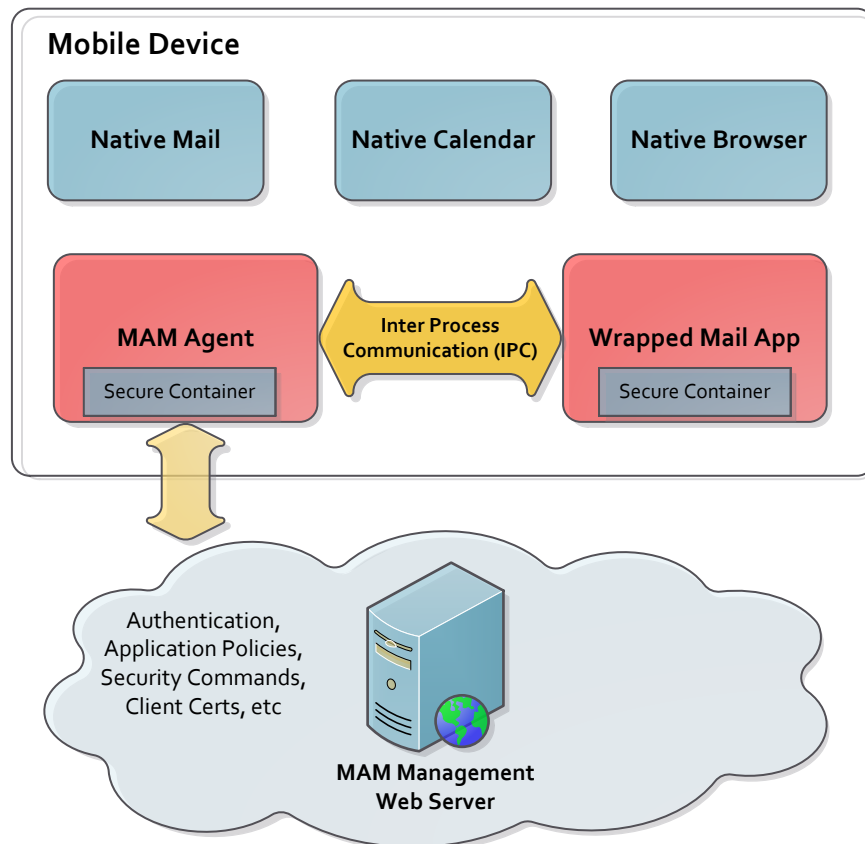 Mobile Device
Native Mail
Native Calendar
Native Browser
MAM Agent
Secure Container
Inter Process
Communication (IPC)
Wrapped Mail App
Secure Container
Authentication,
Application Policies,
Security Commands,
Client Certs, etc
MAM Management
Web Server